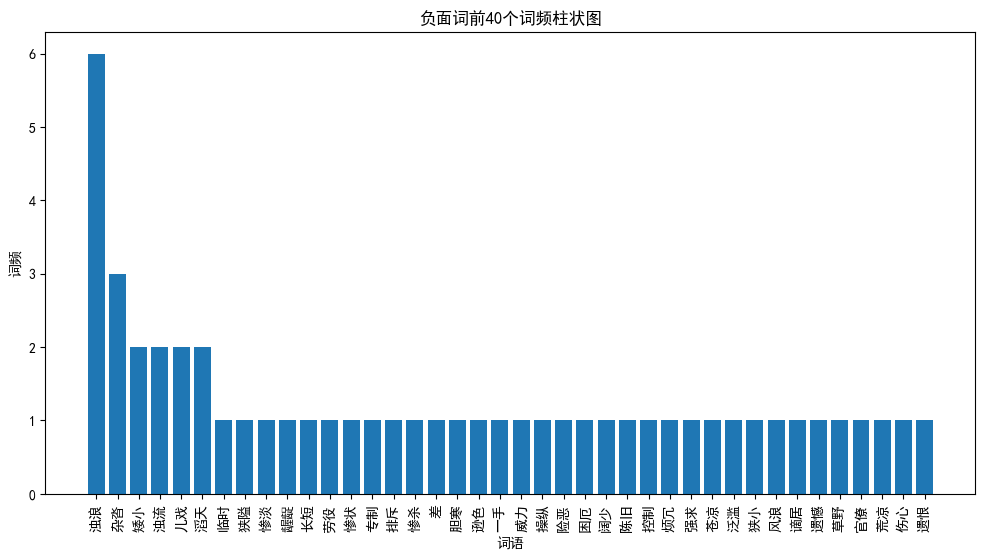 负面词前40个词频柱状图
词频
6
5
4
3
2
1
0
浊浪
杂沓
矮小
浊流
儿戏
滔天
临时
狭隘
惨淡
龌龊
长短
劳役
惨状
专制
排斥
惨杀
差
胆寒
逊色
一手
威力
操纵
险恶
困厄
阔少
陈旧
控制
烦冗
强求
苍凉
泛滥
狭小
风浪
谪居
遗憾
草野
官僚
荒凉
伤心
遗恨
词语